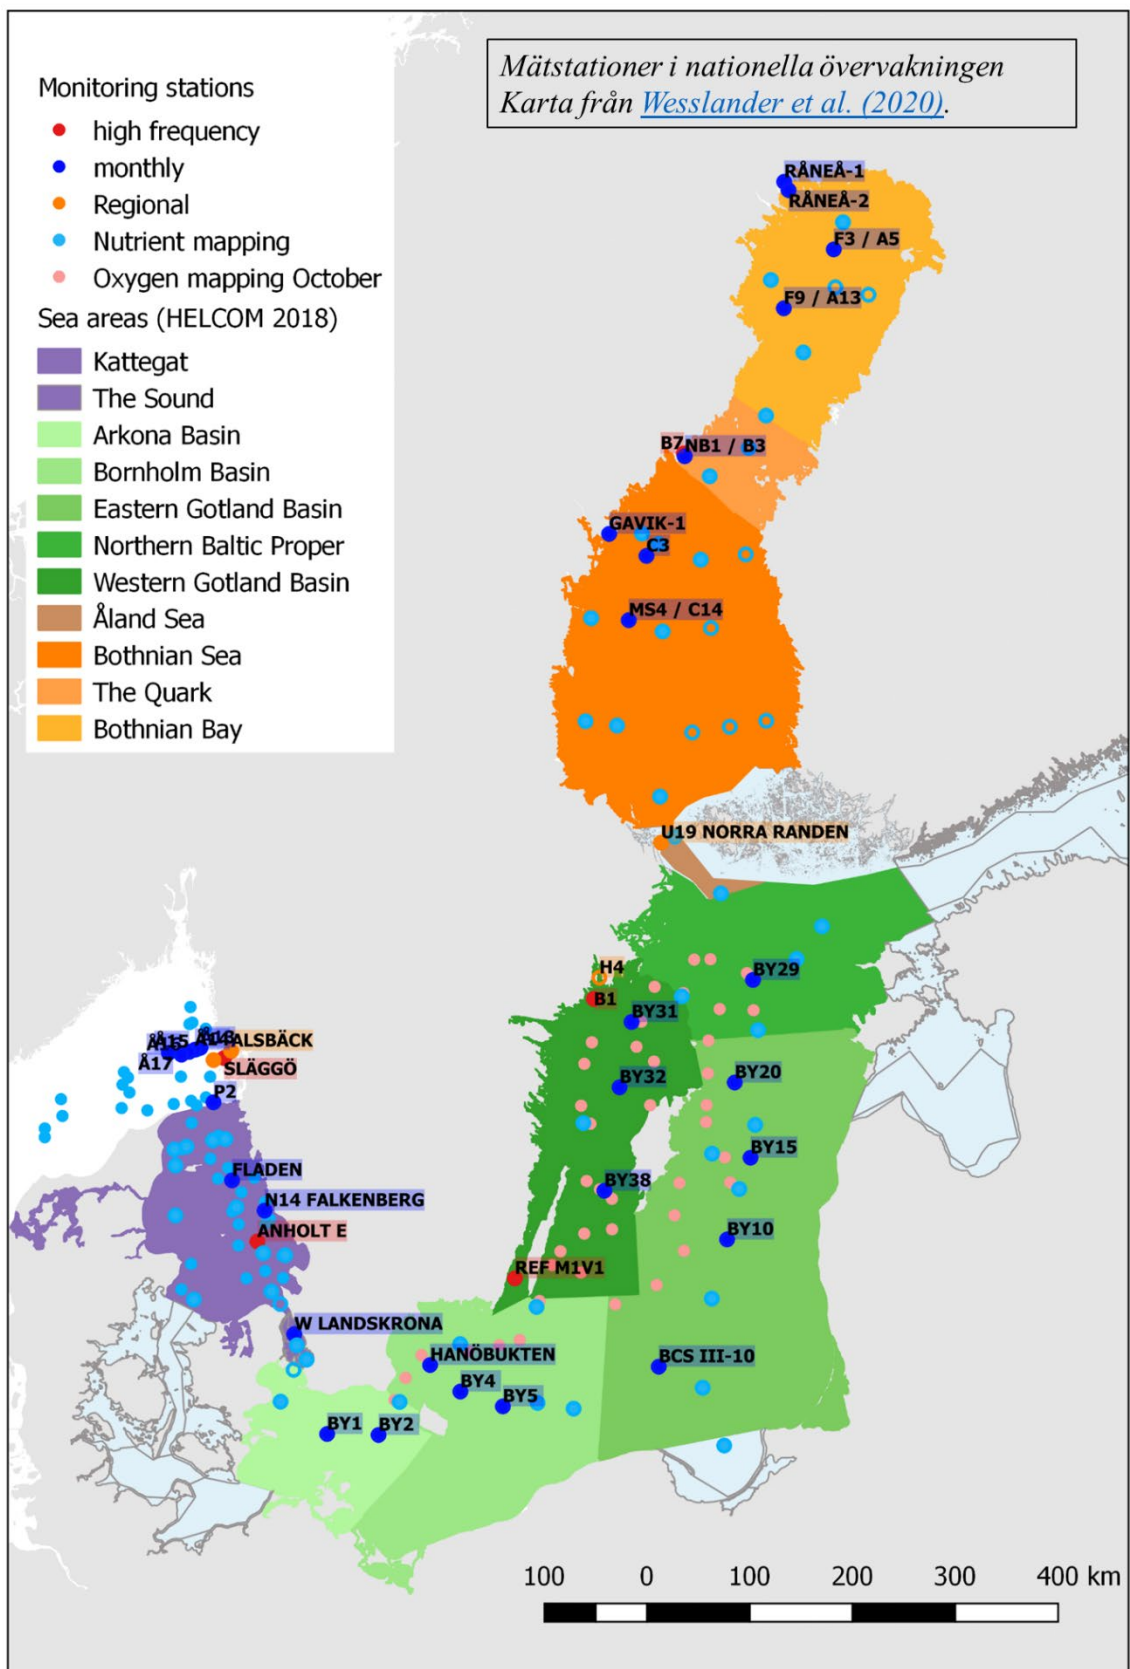 Mätstationer i nationella övervakningen
Karta från Wesslander et al. (2020).
Monitoring stations
high frequency
monthly
Regional
Nutrient mapping
Oxygen mapping October
Sea areas (HELCOM 2018)
Kattegat
The Sound
Arkona Basin
Bornholm Basin
Eastern Gotland Basin
Northern Baltic Proper
Western Gotland Basin
Åland Sea
Bothnian Sea
The Quark
Bothnian Bay
RÅNEÅ-1
RÅNEÅ-2
F3 / A5
F9 / A13
B7
NB1 / B3
GAVIK-1
C3
MS4 / C14
U19 NORRA RANDEN
H4
B1
BY29
BY31
BY20
BY32
BY15
BY38
BY10
REF M1V1
BCS III-10
Å17
SLÄGGÖ
P2
FLADEN
N14 FALKENBERG
ANHOLT E
W LANDSKRONA
HANÖBUKTEN
BY4
BY5
BY1
BY2
100 0 100 200 300 400 km